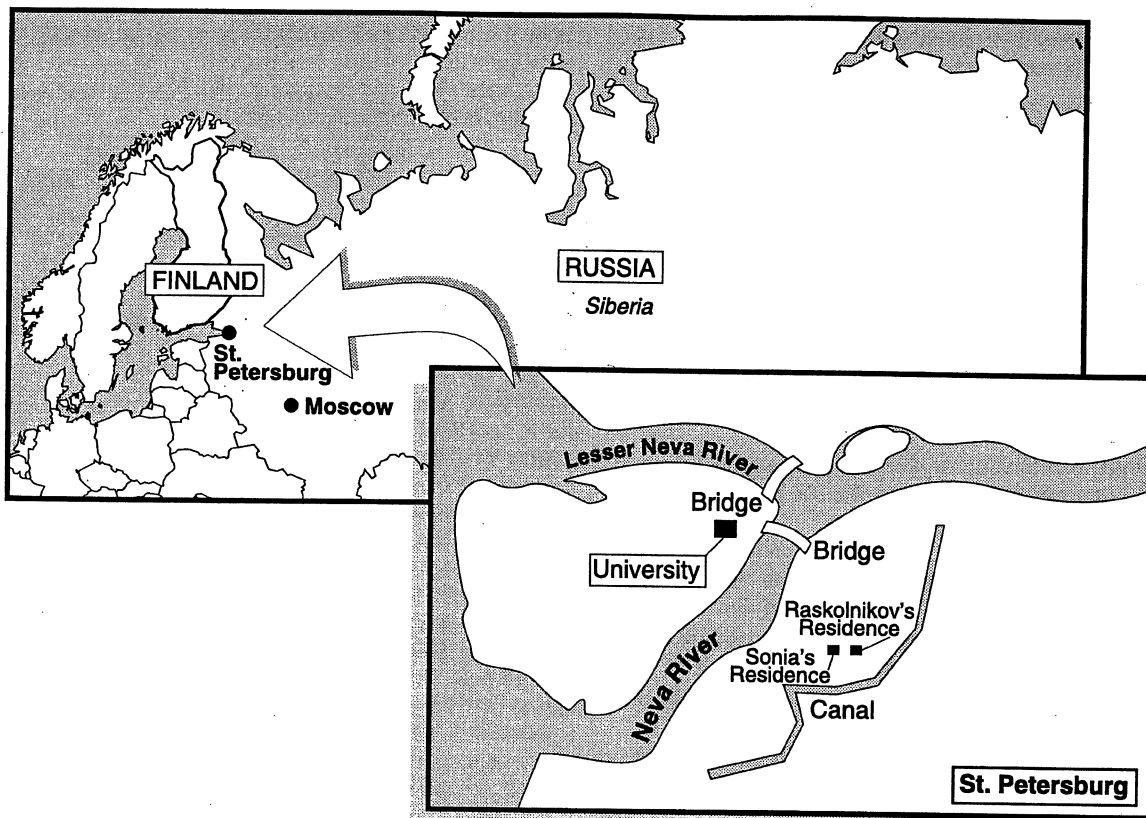 FINLAND
RUSSIA
Siberia
St.
Petersburg
Moscow
Lesser Neva River
Bridge
University
Bridge
Raskolnikov's
Residence
Sonia's
Residence
Neva River
Canal
St. Petersburg